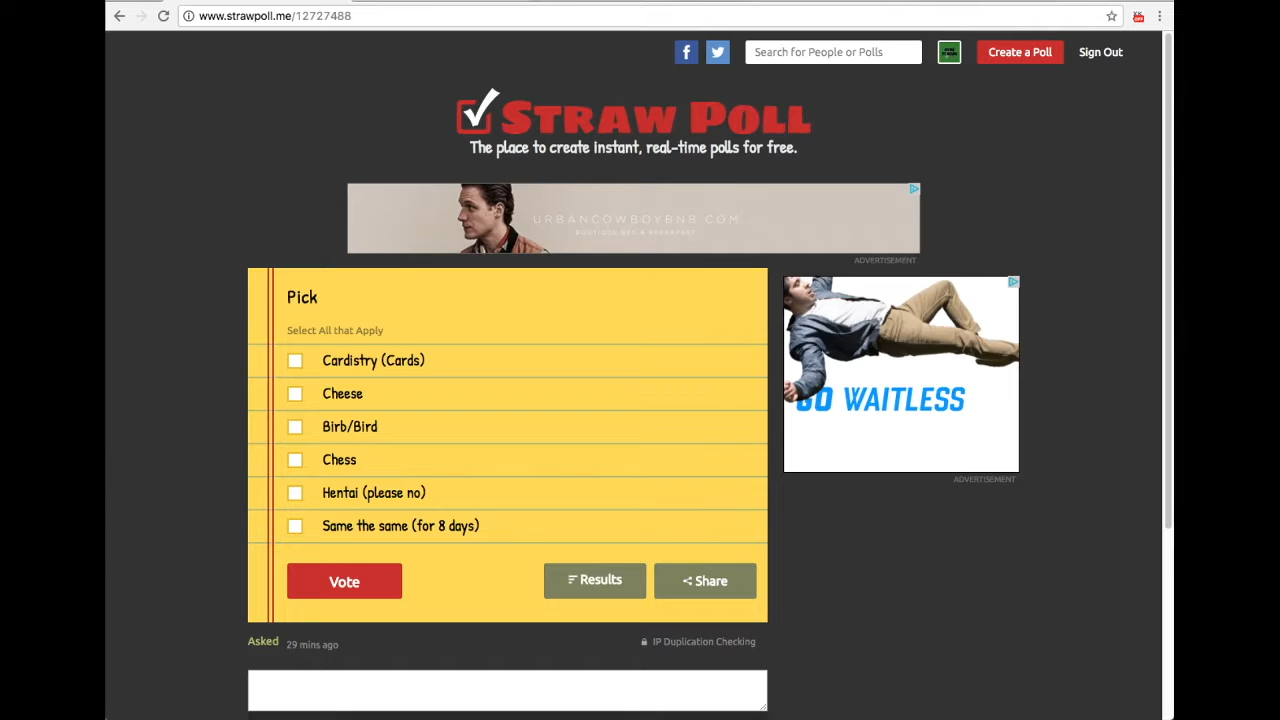 www.strawpoll.me/12727488
f
Search for People or Polls
Create a Poll
Sign Out
STRAW POLL
The place to create instant, real-time polls for free.
URBANCOWBOYBNB.COM
BOUTIQUE BED & BREAKFAST
ADVERTISEMENT
Pick
Select All that Apply
Cardistry (Cards)
Cheese
Birb/Bird
Chess
Hentai (please no)
Same the same (for 8 days)
Vote
Results
Share
GO WAITLESS
ADVERTISEMENT
Asked 29 mins ago
IP Duplication Checking